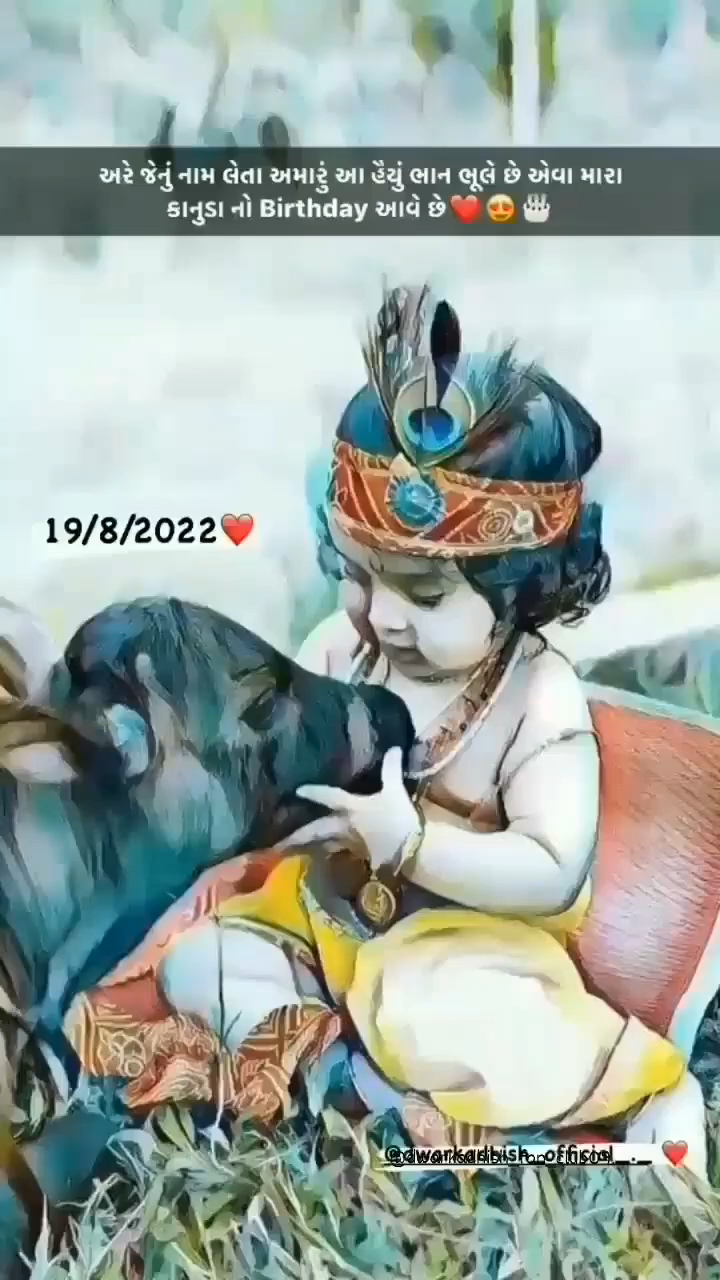 અરે જેનું નામ લેતા અમારું આ હૈયું ભાન ભૂલે છે એવા મારા
કાનુડા નો Birthday આવે છે❤️😍🎂
19/8/2022❤️
@dwarkadhish_official_._ ❤️